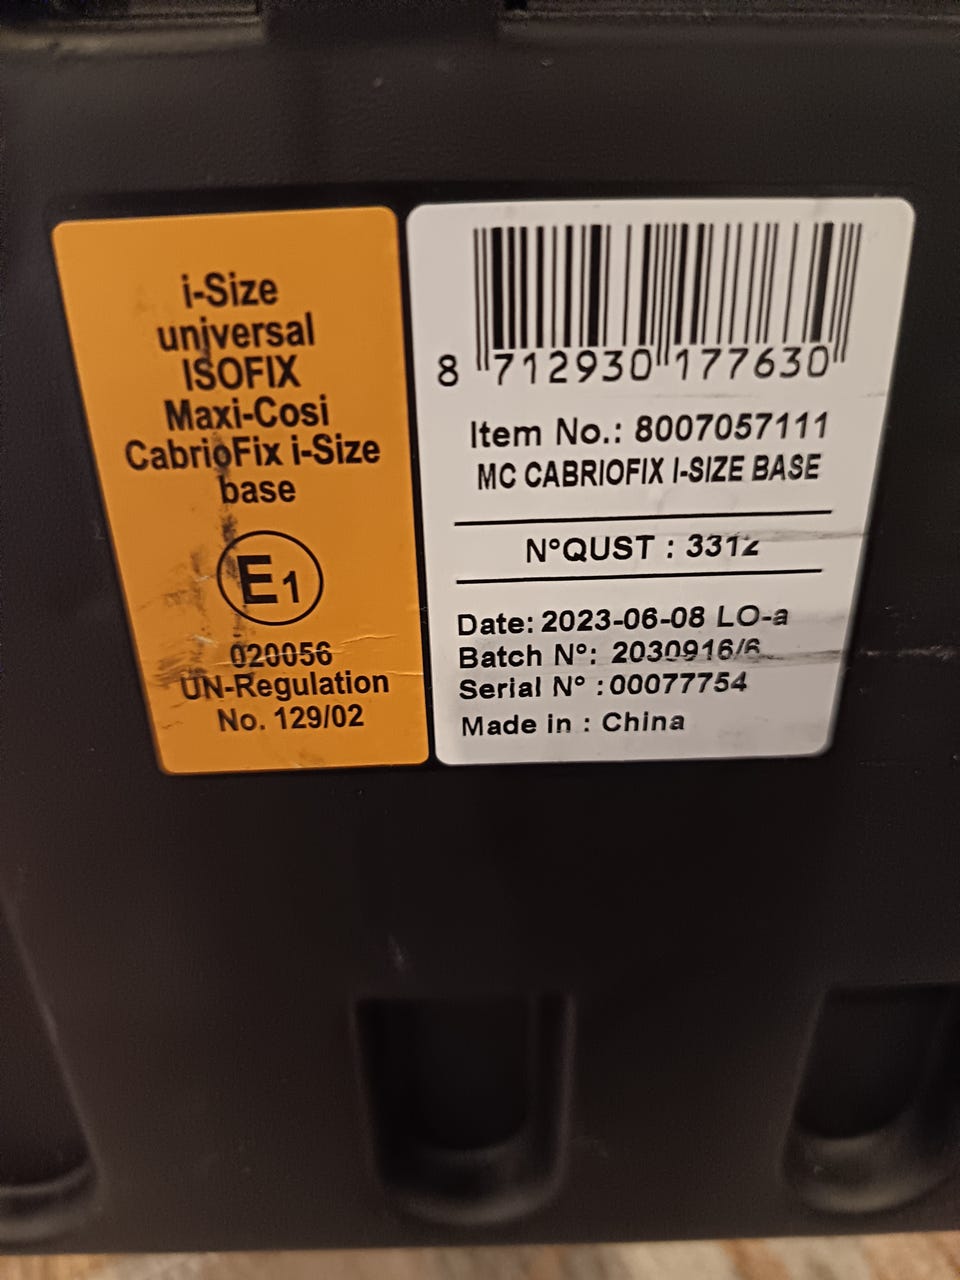 i-Size
universal
ISOFIX
Maxi-Cosi
CabrioFix i-Size
base
E1
020056
UN-Regulation
No. 129/02
8 712930 177630
Item No.: 8007057111
MC CABRIOFIX I-SIZE BASE
N°QUST : 3312
Date: 2023-06-08 LO-a
Batch N°: 2030916/6
Serial N° :00077754
Made in : China